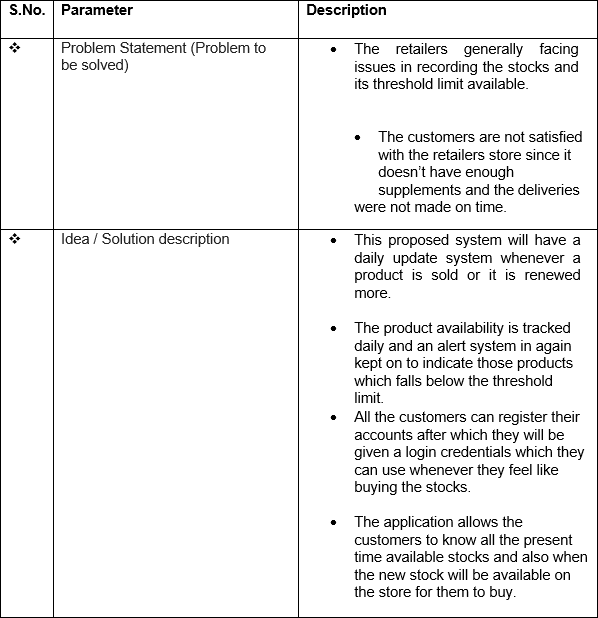 S.No. Parameter Description
❖ Problem Statement (Problem to
be solved)
• The retailers generally facing
issues in recording the stocks and
its threshold limit available.
• The customers are not satisfied
with the retailers store since it
doesn't have enough
supplements and the deliveries
were not made on time.
❖ Idea / Solution description
• This proposed system will have a
daily update system whenever a
product is sold or it is renewed
more.
• The product availability is tracked
daily and an alert system in again
kept on to indicate those products
which falls below the threshold
limit.
• All the customers can register their
accounts after which they will be
given a login credentials which they
can use whenever they feel like
buying the stocks.
• The application allows the
customers to know all the present
time available stocks and also when
the new stock will be available on
the store for them to buy.